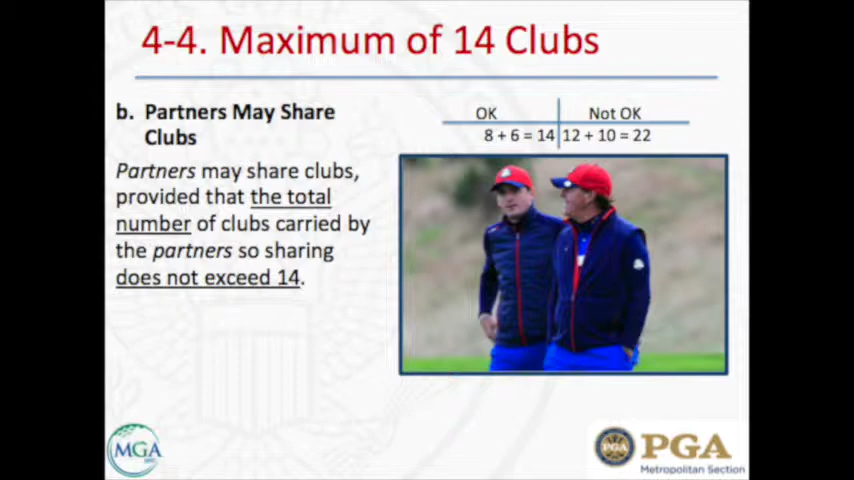 4-4. Maximum of 14 Clubs
b. Partners May Share
Clubs
Partners may share clubs,
provided that the total
number of clubs carried by
the partners so sharing
does not exceed 14.
OK Not OK
8 + 6 = 14 12 + 10 = 22
MGA
PGA
Metropolitan Section